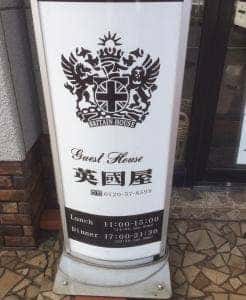 BRITAIN HOUSE
Guest House
英國屋
Lunch 11:00-15:00
Dinner 17:00-21:30